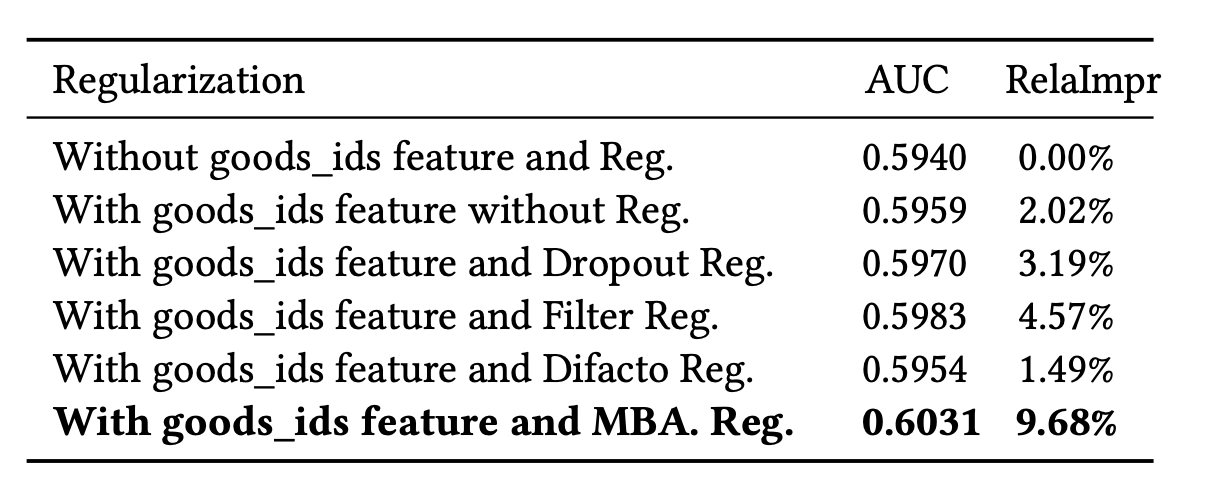 Regularization AUC RelaImpr
Without goods_ids feature and Reg. 0.5940 0.00%
With goods_ids feature without Reg. 0.5959 2.02%
With goods_ids feature and Dropout Reg. 0.5970 3.19%
With goods_ids feature and Filter Reg. 0.5983 4.57%
With goods_ids feature and Difacto Reg. 0.5954 1.49%
With goods_ids feature and MBA. Reg. 0.6031 9.68%